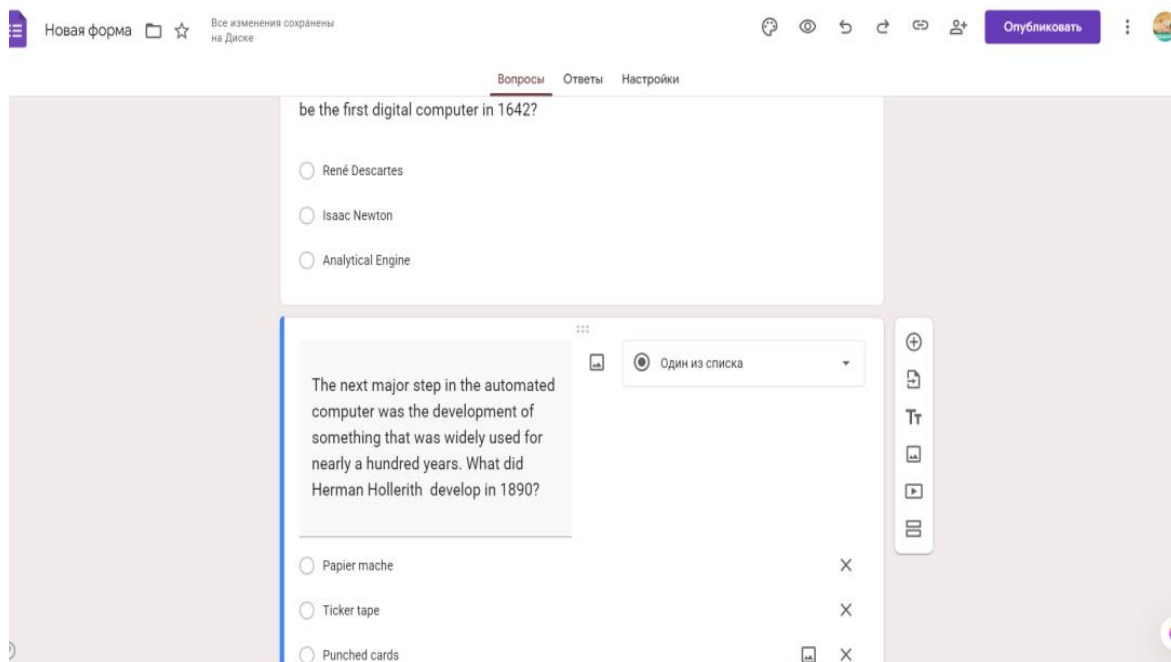 Новая форма
Все изменения сохранены
на Диске
Опубликовать
Вопросы Ответы Настройки
be the first digital computer in 1642?
René Descartes
Isaac Newton
Analytical Engine
Один из списка
The next major step in the automated
computer was the development of
something that was widely used for
nearly a hundred years. What did
Herman Hollerith  develop in 1890?
Tт
Papier mache
Ticker tape
Punched cards